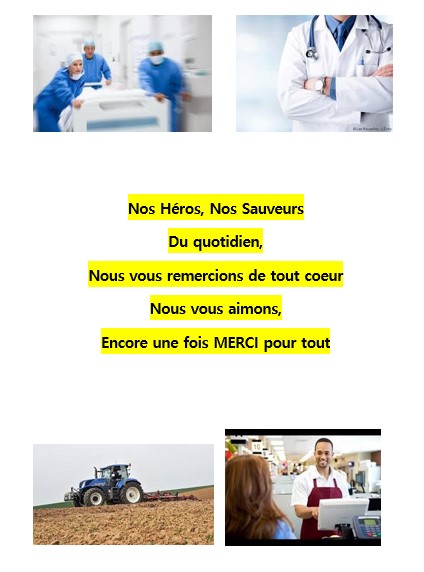 Nos Héros, Nos Sauveurs
Du quotidien,
Nous vous remercions de tout coeur
Nous vous aimons,
Encore une fois MERCI pour tout